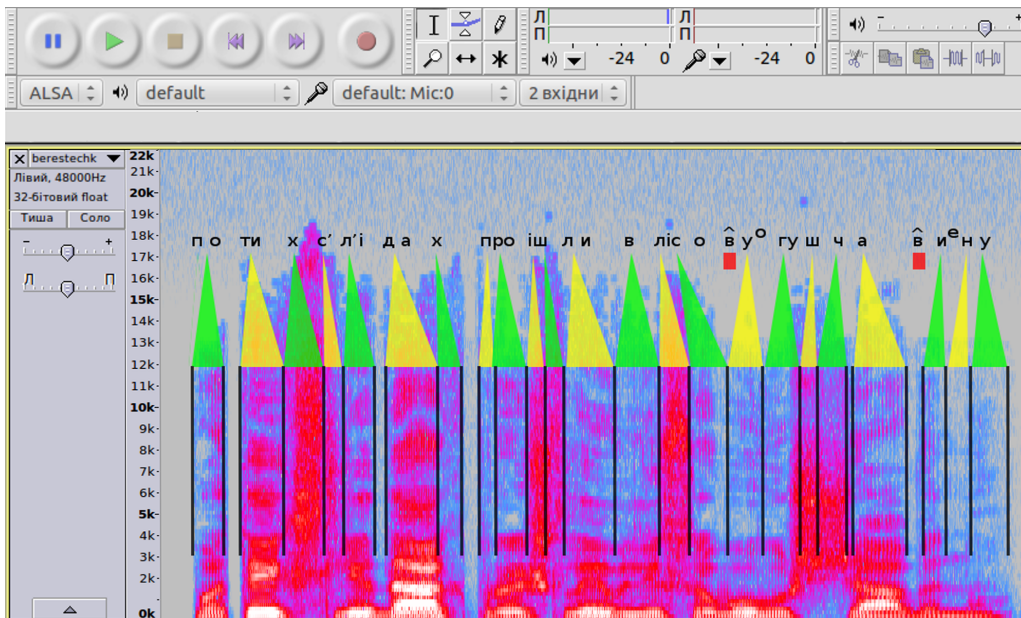 Л
П
-24
0
Л
П
-24
0
-
+
ALSA
default
default: Mic:0
2 вхідни
berestechk
Лівий, 48000Hz
32-бітовий float
Тиша
Соло
-
+
Л
П
22k
21k
20k
19k
18k
17k
16k
15k
14k
13k
12k
11k
10k
9k
8k
7k
6k
5k
4k
3k
2k
0k
п о ти х с' л'і д а х про іш л и в ліс о в̂ у о гу ш ч а в̂ и е н у